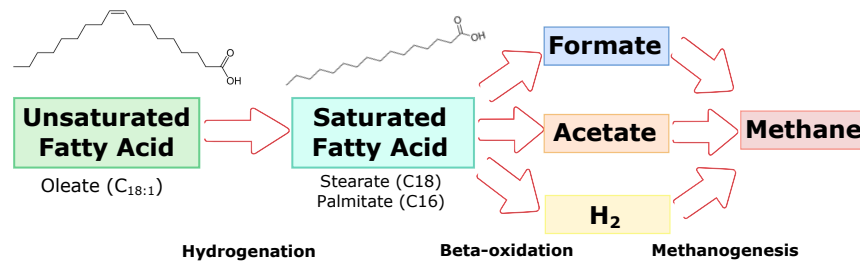 O
OH
O
OH
Unsaturated
Fatty Acid
Oleate (C18:1)
Saturated
Fatty Acid
Stearate (C18)
Palmitate (C16)
Formate
Acetate
H2
Methane
Hydrogenation
Beta-oxidation
Methanogenesis